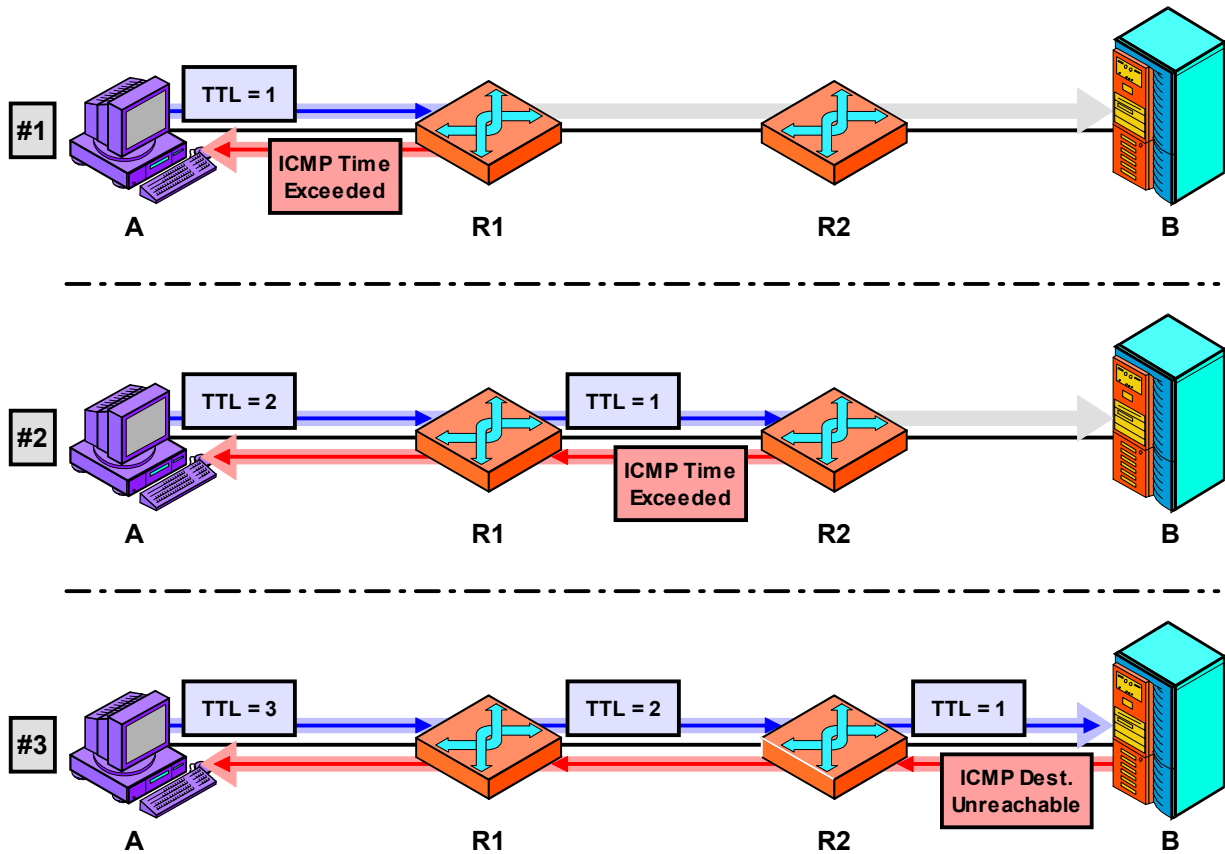 #1
TTL = 1
ICMP Time
Exceeded
A
R1
R2
B
#2
TTL = 2
TTL = 1
ICMP Time
Exceeded
A
R1
R2
B
#3
TTL = 3
TTL = 2
TTL = 1
ICMP Dest.
Unreachable
A
R1
R2
B